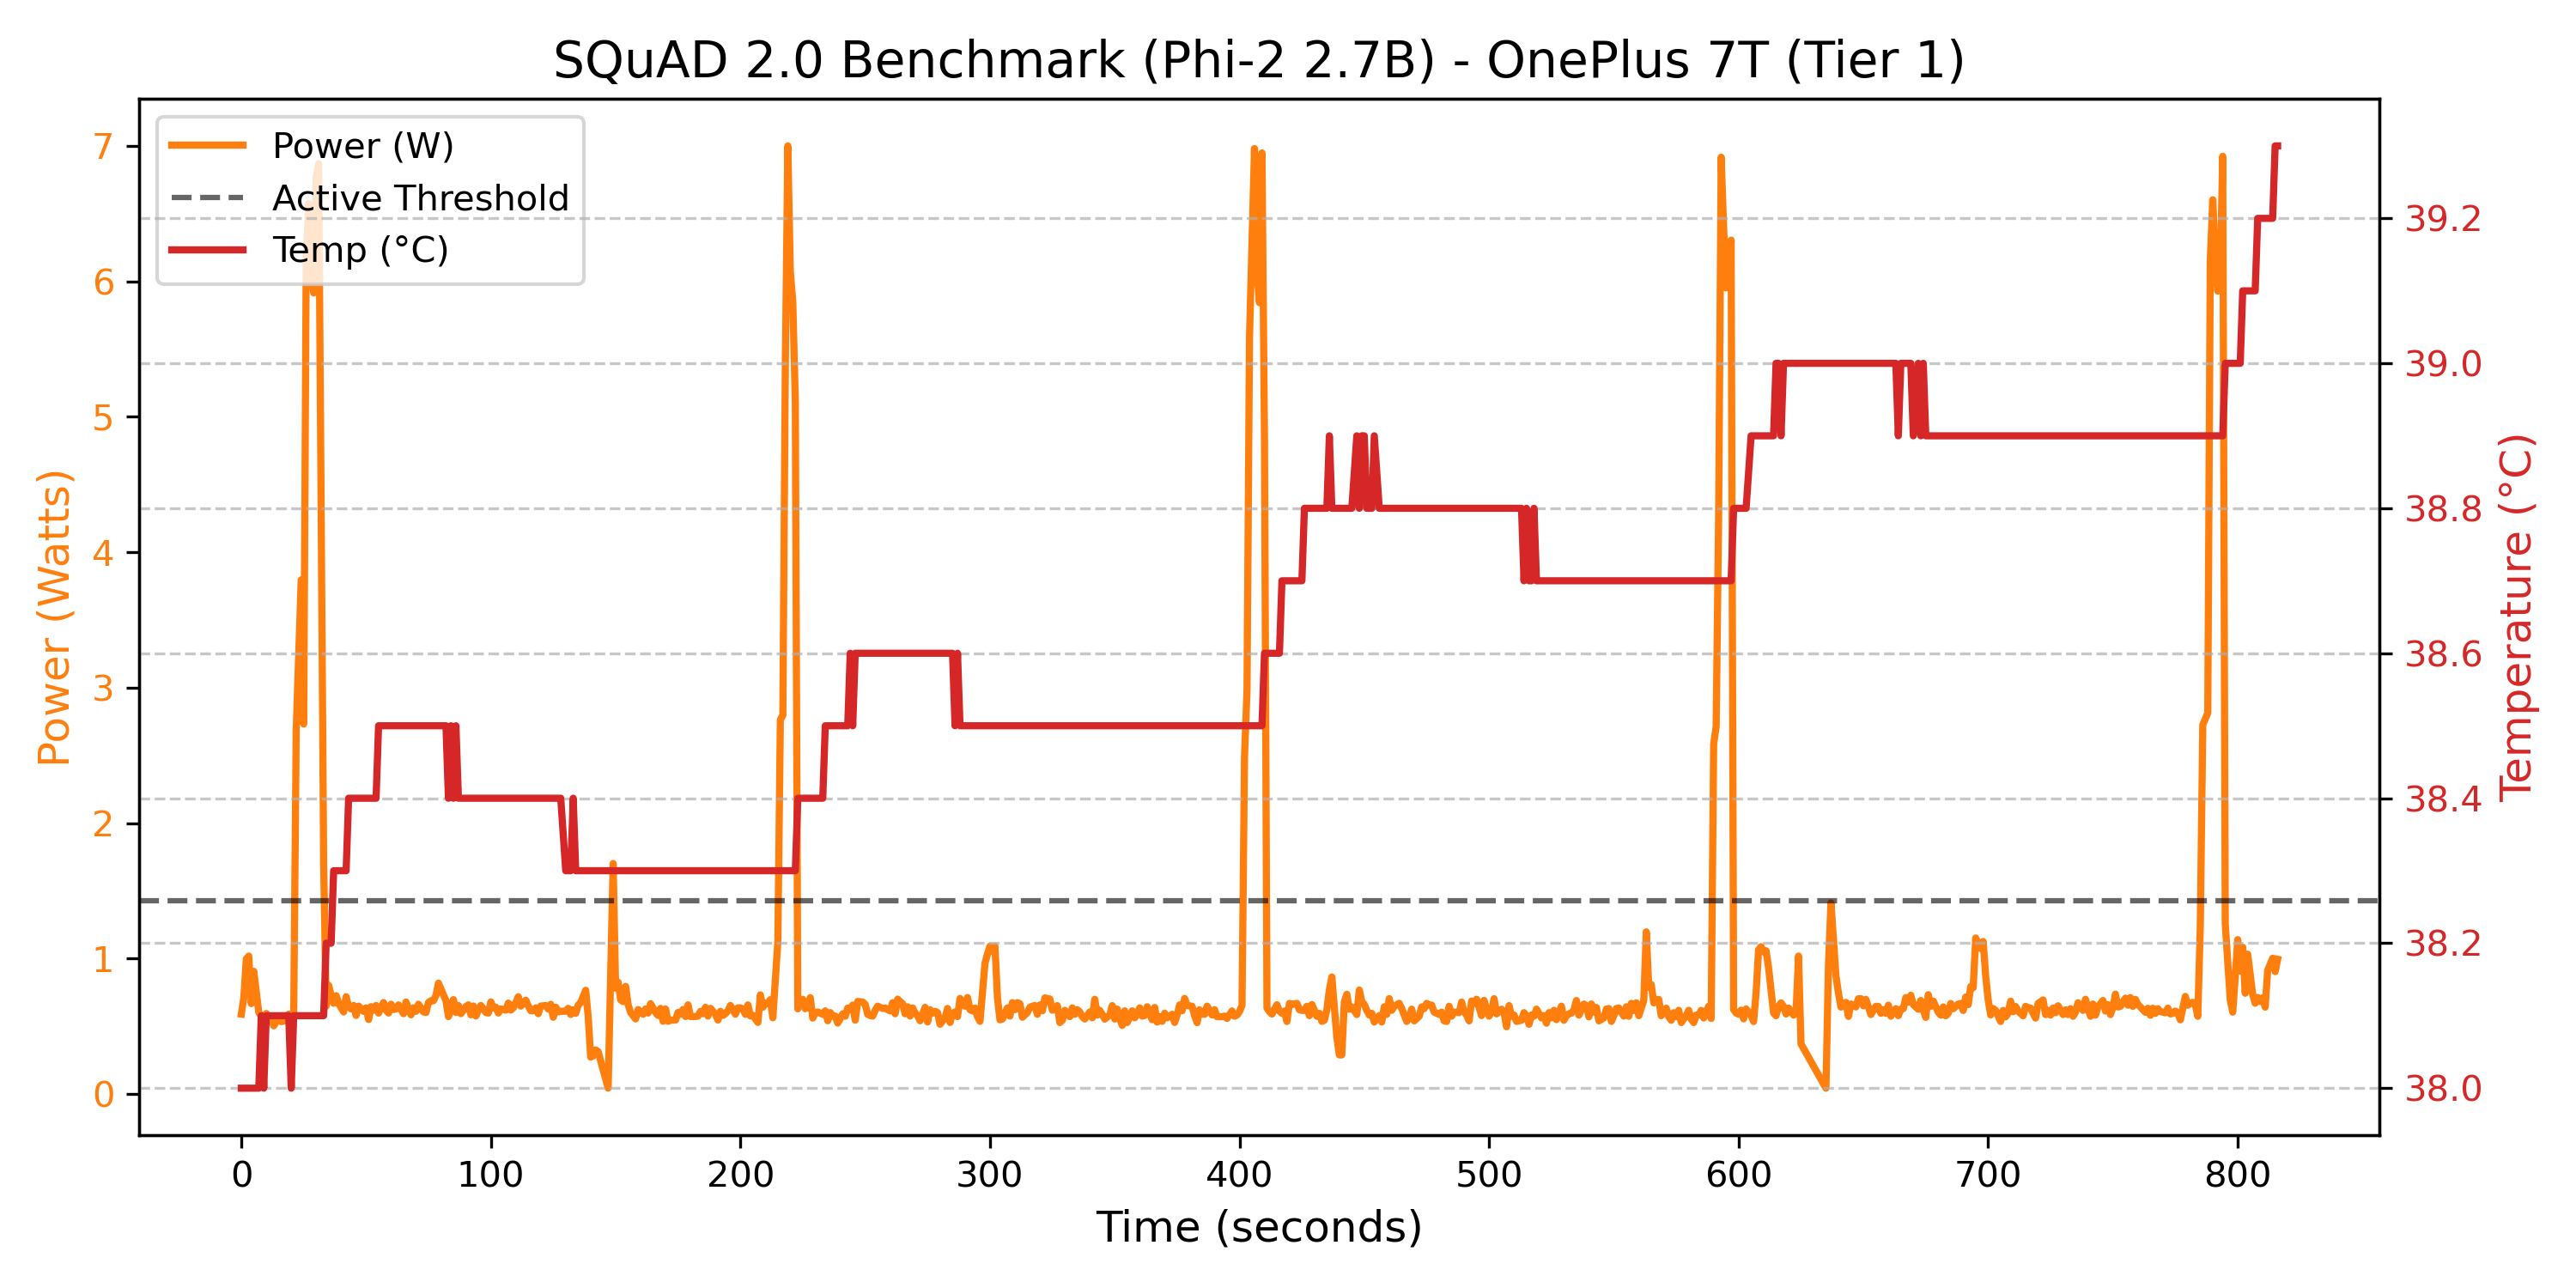 SQuAD 2.0 Benchmark (Phi-2 2.7B) - OnePlus 7T (Tier 1)
Power (W)
Active Threshold
Temp (°C)
Power (Watts)
7
6
5
4
3
2
1
0
39.2
39.0
38.8
38.6
38.4
38.2
38.0
Temperature (°C)
0 100 200 300 400 500 600 700 800
Time (seconds)